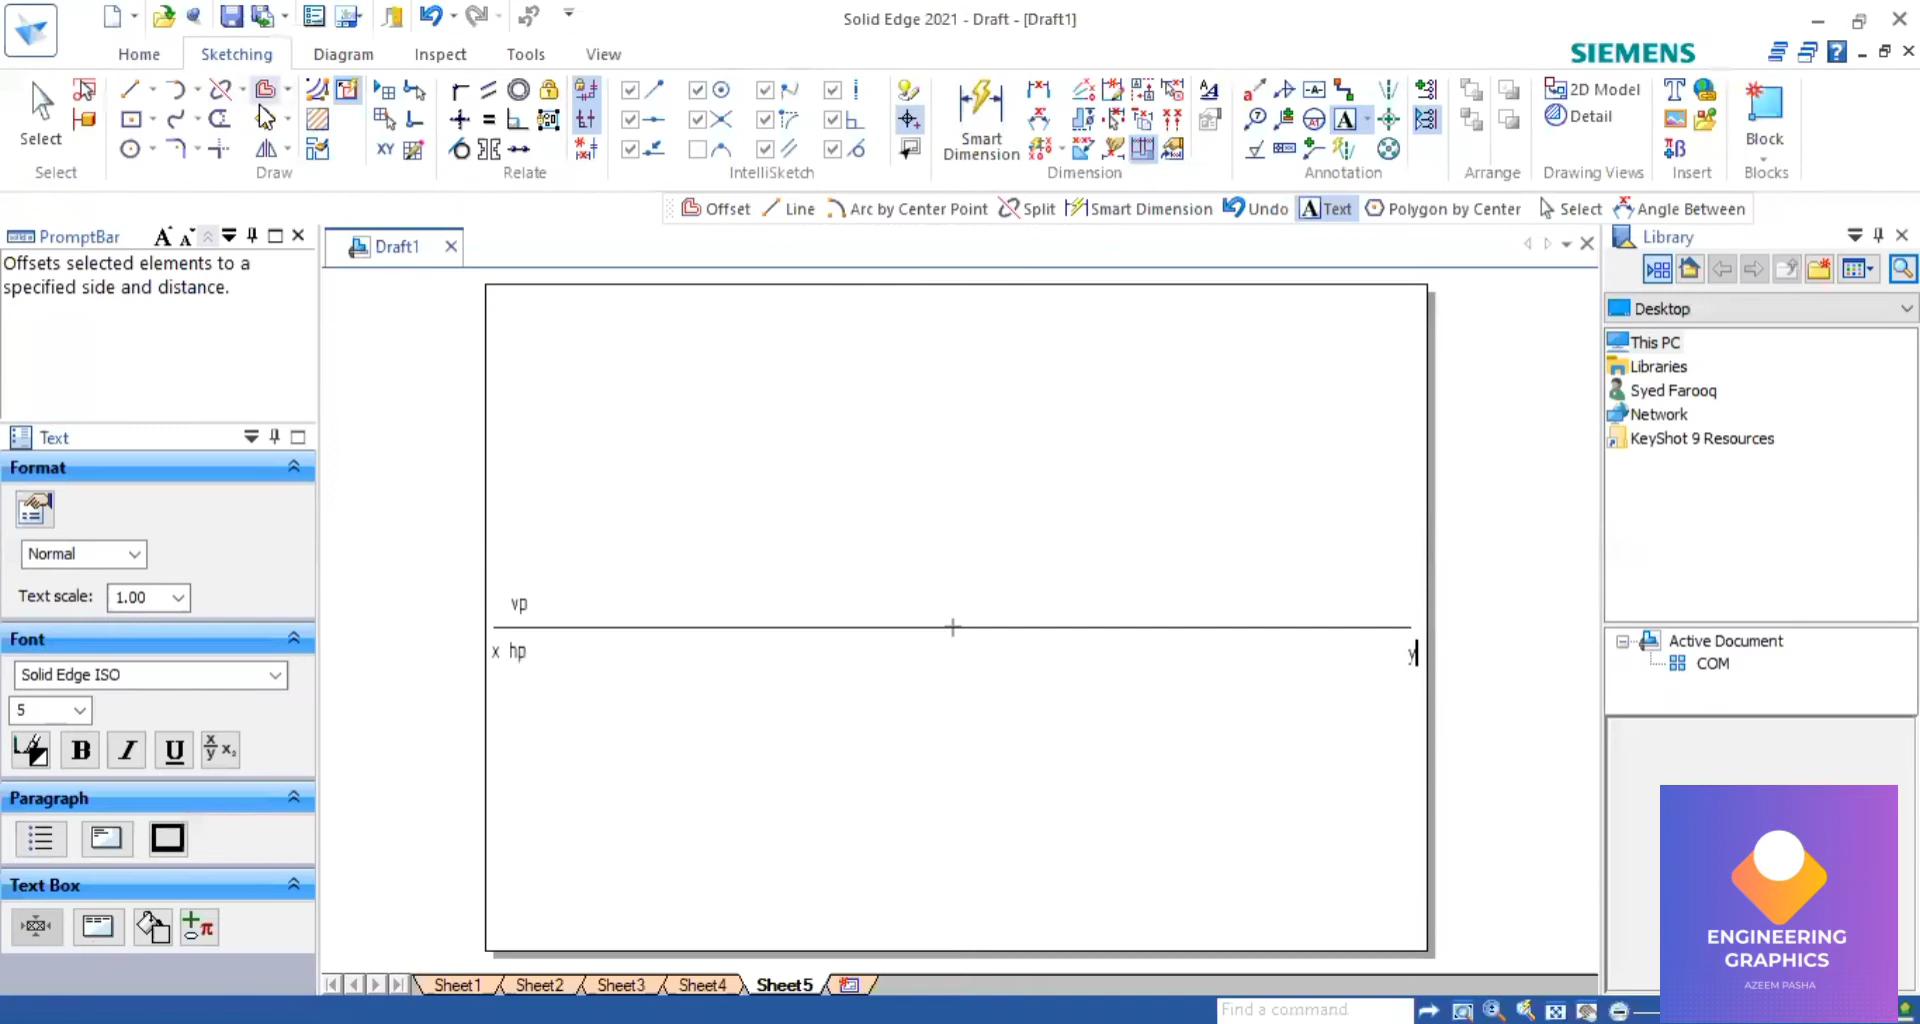 Solid Edge 2021 - Draft - [Draft1]
Home
Sketching
Diagram
Inspect
Tools
View
SIEMENS
Select
XY
Smart
Dimension
A
A
2D Model
Detail
Block
Select
Draw
Relate
IntelliSketch
Dimension
Annotation
Arrange
Drawing Views
Insert
Blocks
Offset
Line
Arc by Center Point
Split
Smart Dimension
Undo
A Text
Polygon by Center
Select
Angle Between
PromptBar
Draft1
Library
Offsets selected elements to a
specified side and distance.
Desktop
This PC
Libraries
Syed Farooq
Network
KeyShot 9 Resources
Text
Format
Normal
Text scale:
1.00
Font
Solid Edge ISO
5
B I U
Paragraph
Text Box
vp
x hp
y
Active Document
COM
Sheet1
Sheet2
Sheet3
Sheet4
Sheet5
Find a command
ENGINEERING
GRAPHICS
AZEEM PASHA